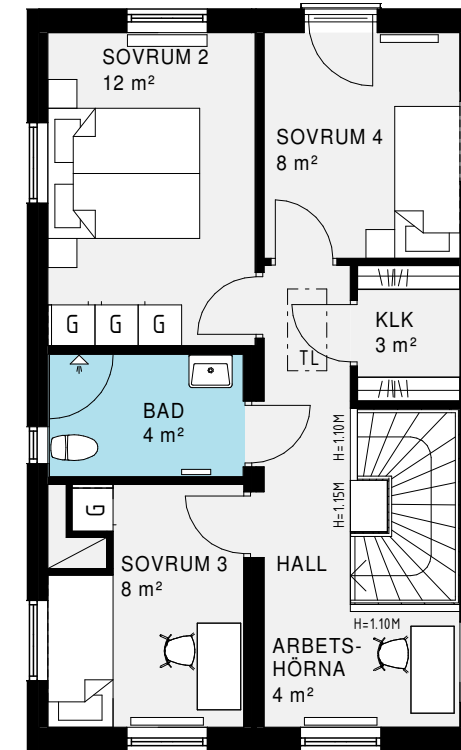 SOVRUM 2
12 m²
SOVRUM 4
8 m²
G G G
KLK
3 m²
TL
BAD
4 m²
H=1.10M
H=1.15M
G
SOVRUM 3
8 m²
HALL
H=1.10M
ARBETS-
HÖRNA
4 m²